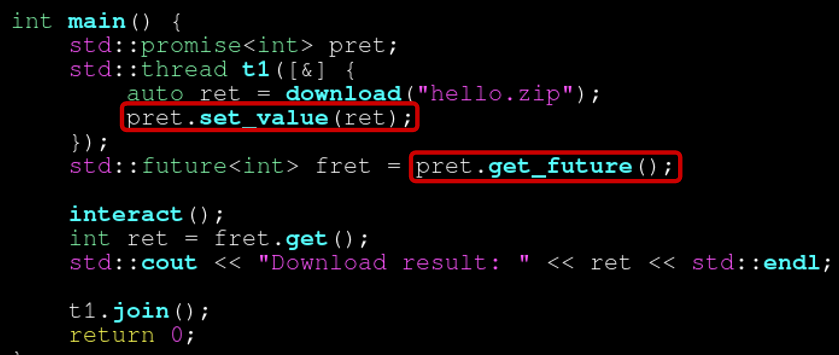 int main() {
    std::promise<int> pret;
    std::thread t1([&] {
        auto ret = download("hello.zip");
        pret.set_value(ret);
    });
    std::future<int> fret = pret.get_future();

    interact();
    int ret = fret.get();
    std::cout << "Download result: " << ret << std::endl;

    t1.join();
    return 0;